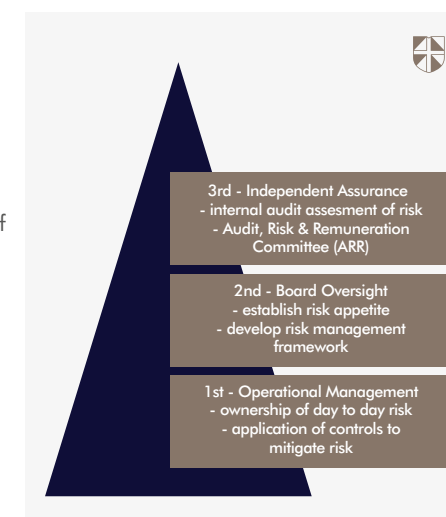 f
3rd - Independent Assurance
- internal audit assesment of risk
- Audit, Risk & Remuneration
Committee (ARR)
2nd - Board Oversight
- establish risk appetite
- develop risk management
framework
1st - Operational Management
- ownership of day to day risk
- application of controls to
mitigate risk